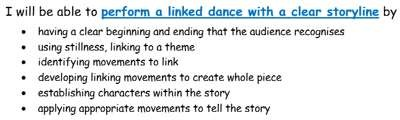 I will be able to perform a linked dance with a clear storyline by
• having a clear beginning and ending that the audience recognises
• using stillness, linking to a theme
• identifying movements to link
• developing linking movements to create whole piece
• establishing characters within the story
• applying appropriate movements to tell the story